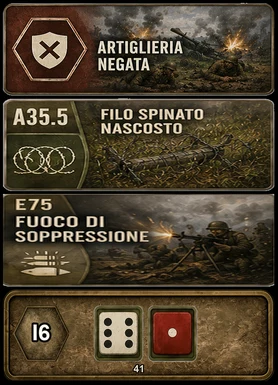 ARTIGLIERIA
NEGATA
A35.5
FILO SPINATO
NASCOSTO
E75
FUOCO DI
SOPPRESSIONE
I6
41